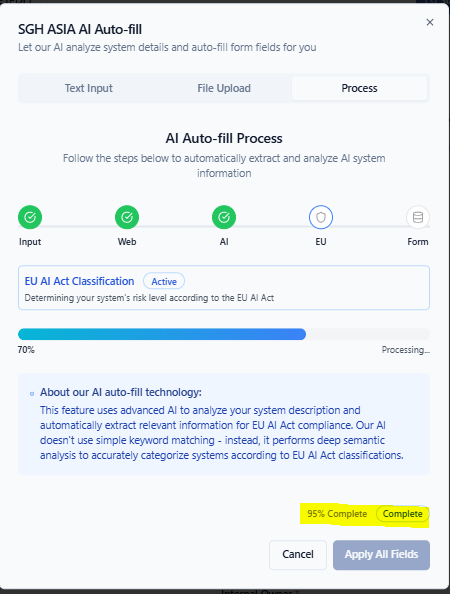 SGH ASIA AI Auto-fill
Let our AI analyze system details and auto-fill form fields for you
Text Input
File Upload
Process
AI Auto-fill Process
Follow the steps below to automatically extract and analyze AI system
information
Input
Web
AI
EU
Form
EU AI Act Classification
Active
Determining your system's risk level according to the EU AI Act
70%
Processing...
About our AI auto-fill technology:
This feature uses advanced AI to analyze your system description and
automatically extract relevant information for EU AI Act compliance. Our AI
doesn't use simple keyword matching - instead, it performs deep semantic
analysis to accurately categorize systems according to EU AI Act classifications.
95% Complete
Complete
Cancel
Apply All Fields